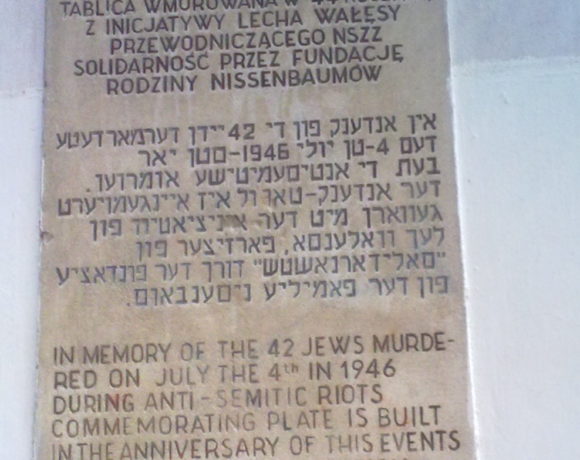 TABLICA WMUROWANA W 44
Z INICJATYWY LECHA WAŁĘSY
PRZEWODNICZĄCEGO NSZZ
SOLIDARNOŚĆ PRZEZ FUNDACJĘ
RODZINY NISSENBAUMÓW
אין אנדענק פון די 42 יידן דערמארדעטע
דעם 4-טן יולי 1946-סטן יאר
בעת די אנטיסעמיטישע אומרוען.
דער אנדענק-טאוול איז איינגעמויערט
געווארן מיט דער איניציאטיוו פון
לעך וואלענסא, פארזיצער פון
"סאלידארנאשטש" דורך דער פונדאציע
פון דער פאמיליע ניסענבאום.
IN MEMORY OF THE 42 JEWS MURDE-
RED ON JULY THE 4th IN 1946
DURING ANTI-SEMITIC RIOTS
COMMEMORATING PLATE IS BUILT
IN THE ANNIVERSARY OF THIS EVENTS